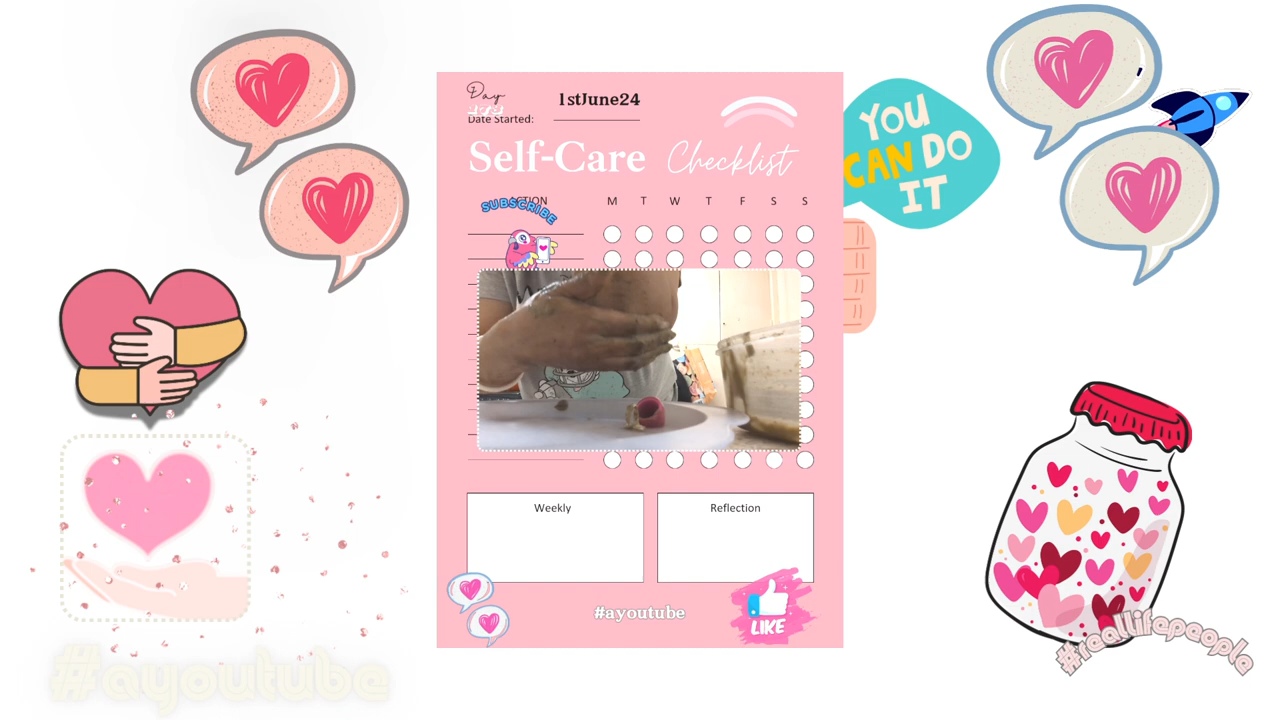 Day
1stJune24
Date Started:
Self-Care Checklist
M T W T F S S
SUBSCRIBE
YOU
CAN DO
IT
Weekly
Reflection
#ayoutube
LIKE
#ayoutube
#reallifepeople